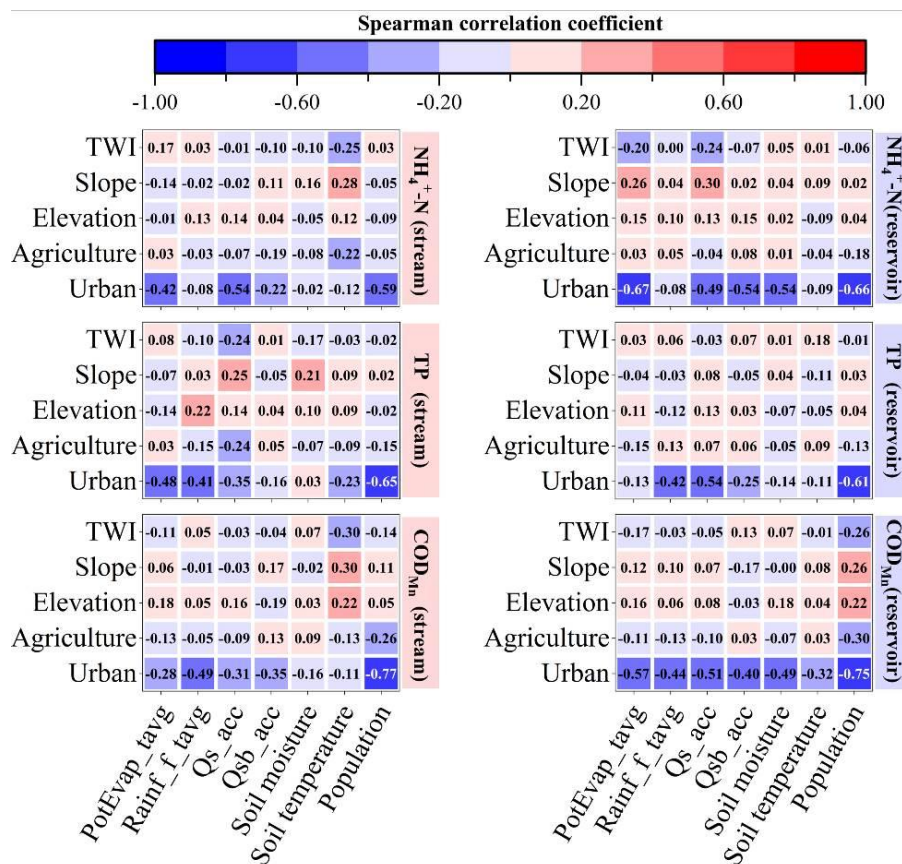 Spearman correlation coefficient
-1.00 -0.60 -0.20 0.20 0.60 1.00
TWI 0.17 0.03 -0.01 -0.10 -0.10 -0.25 0.03
Slope -0.14 -0.02 -0.02 0.11 0.16 0.28 -0.05
Elevation -0.01 0.13 0.14 0.04 -0.05 0.12 -0.09
Agriculture 0.03 -0.03 -0.07 -0.19 -0.08 -0.22 -0.05
Urban -0.42 -0.08 -0.54 -0.22 -0.02 -0.12 -0.59
NH₄⁺-N (stream)
-0.20 0.00 -0.24 -0.07 0.05 0.01 -0.06
0.26 0.04 0.30 0.02 0.04 0.09 0.02
0.15 0.10 0.13 0.15 0.02 -0.09 0.04
0.03 0.05 -0.04 0.08 0.01 -0.04 -0.18
-0.67 -0.08 -0.49 -0.54 -0.54 -0.09 -0.66
NH₄⁺-N(reservoir)
TWI 0.08 -0.10 -0.24 0.01 -0.17 -0.03 -0.02
Slope -0.07 0.03 0.25 -0.05 0.21 0.09 0.02
Elevation -0.14 0.22 0.14 0.04 0.10 0.09 -0.02
Agriculture 0.03 -0.15 -0.24 0.05 -0.07 -0.09 -0.15
Urban -0.48 -0.41 -0.35 -0.16 0.03 -0.23 -0.65
TP (stream)
TWI 0.03 0.06 -0.03 0.07 0.01 0.18 -0.01
Slope -0.04 -0.03 0.08 -0.05 0.04 -0.11 0.03
Elevation 0.11 -0.12 0.13 0.03 -0.07 -0.05 0.04
Agriculture -0.15 0.13 0.07 0.06 -0.05 0.09 -0.13
Urban -0.13 -0.42 -0.54 -0.25 -0.14 -0.11 -0.61
TP (reservoir)
TWI -0.11 0.05 -0.03 -0.04 0.07 -0.30 -0.14
Slope 0.06 -0.01 -0.03 0.17 -0.02 0.30 0.11
Elevation 0.18 0.05 0.16 -0.19 0.03 0.22 0.05
Agriculture -0.13 -0.05 -0.09 0.13 0.09 -0.13 -0.26
Urban -0.28 -0.49 -0.31 -0.35 -0.16 -0.11 -0.77
COD_Mn (stream)
TWI -0.17 -0.03 -0.05 0.13 0.07 -0.01 -0.26
Slope 0.12 0.10 0.07 -0.17 -0.00 0.08 0.26
Elevation 0.16 0.06 0.08 -0.03 0.18 0.04 0.22
Agriculture -0.11 -0.13 -0.10 0.03 -0.07 0.03 -0.30
Urban -0.57 -0.44 -0.51 -0.40 -0.49 -0.32 -0.75
COD_Mn(reservoir)
PotEvap_tavg
Rainf_f_tavg
Qs_acc
Qsb_acc
Soil moisture
Soil temperature
Population
PotEvap_tavg
Rainf_f_tavg
Qs_acc
Qsb_acc
Soil moisture
Soil temperature
Population